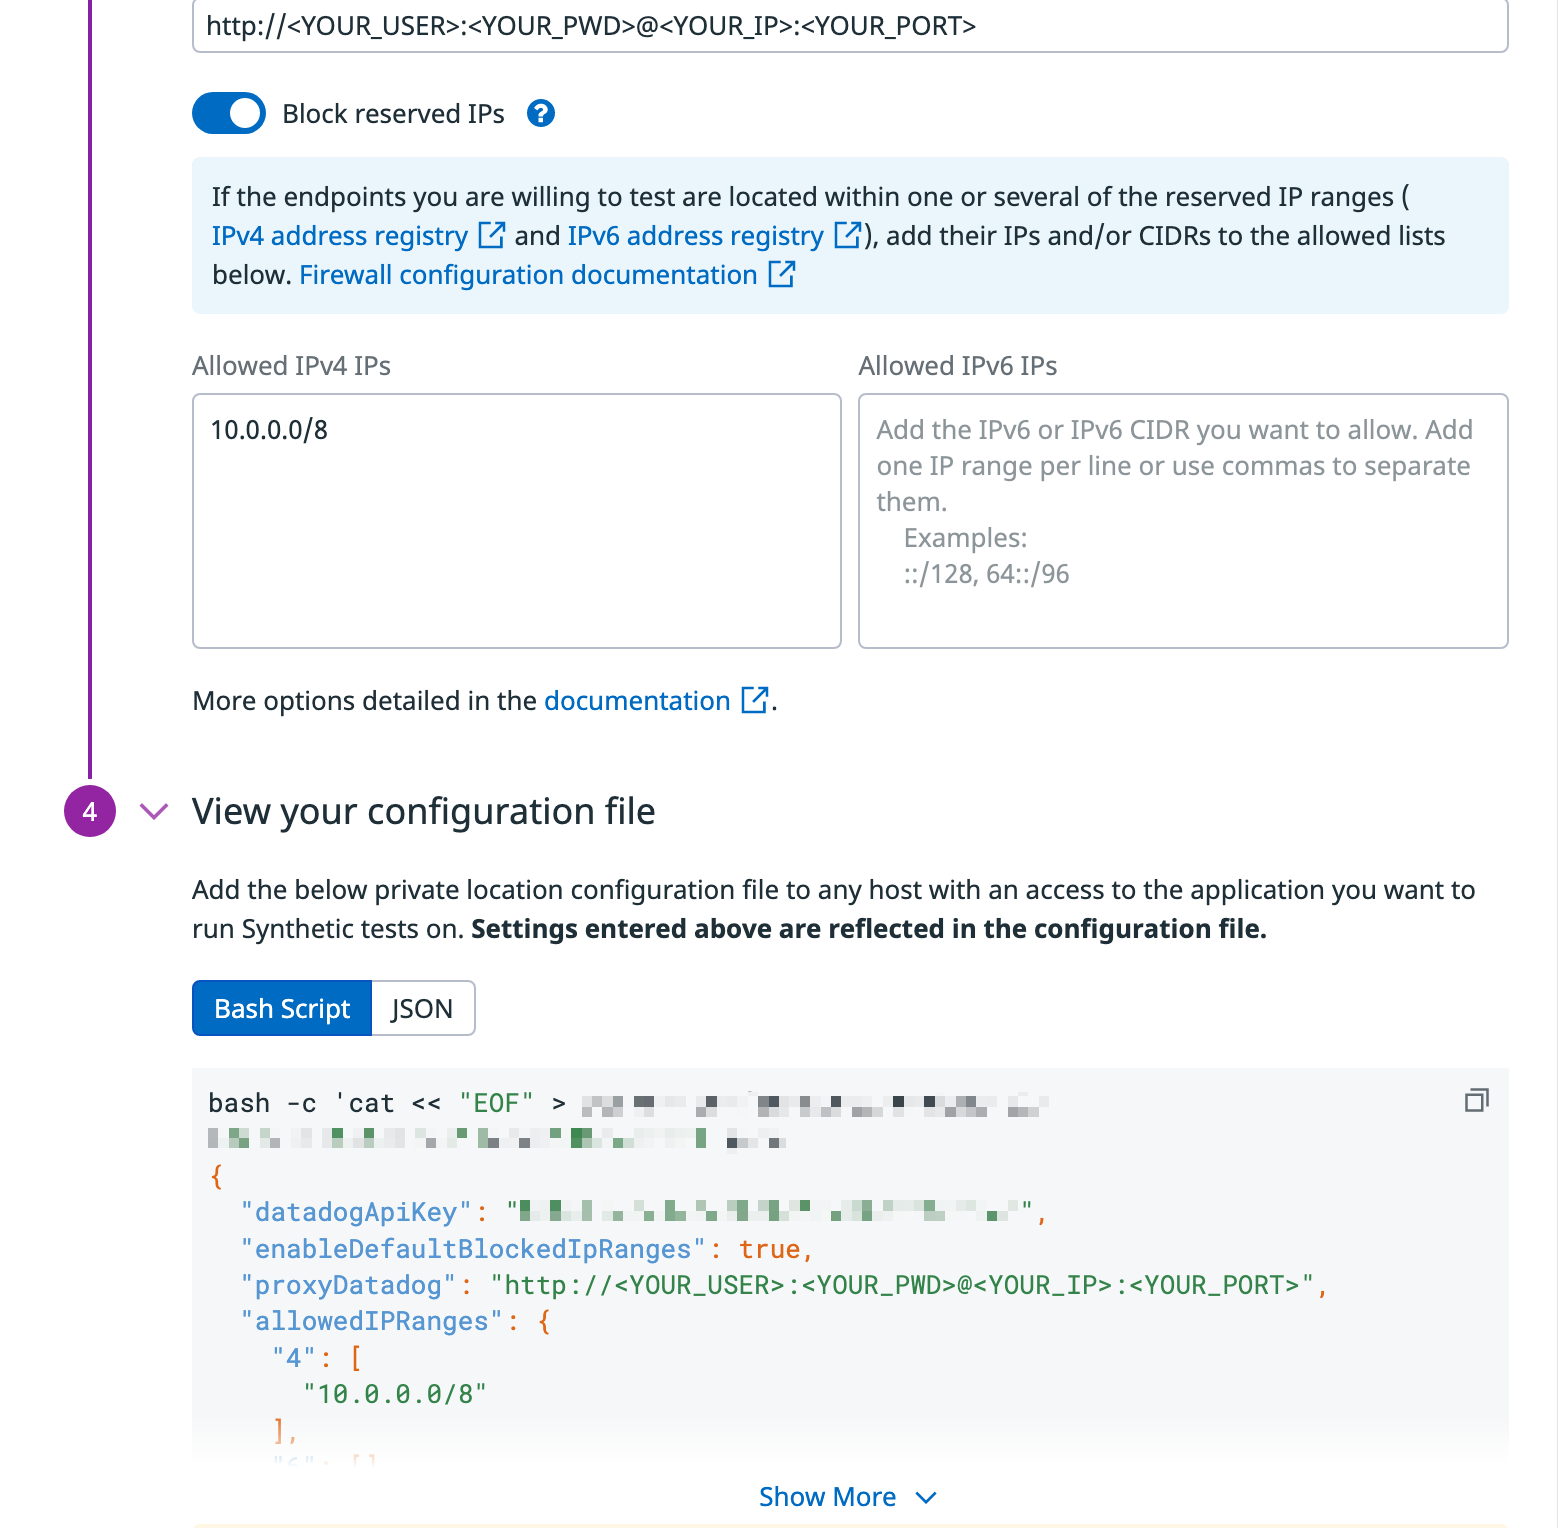 http://<YOUR_USER>:<YOUR_PWD>@<YOUR_IP>:<YOUR_PORT>
Block reserved IPs ?
If the endpoints you are willing to test are located within one or several of the reserved IP ranges (
IPv4 address registry and IPv6 address registry ), add their IPs and/or CIDRs to the allowed lists
below. Firewall configuration documentation
Allowed IPv4 IPs
10.0.0.0/8
Allowed IPv6 IPs
Add the IPv6 or IPv6 CIDR you want to allow. Add
one IP range per line or use commas to separate
them.
Examples:
::/128, 64::/96
More options detailed in the documentation .
4 View your configuration file
Add the below private location configuration file to any host with an access to the application you want to
run Synthetic tests on. Settings entered above are reflected in the configuration file.
Bash Script JSON
bash -c 'cat << "EOF" >
{
"datadogApiKey": "",
"enableDefaultBlockedIpRanges": true,
"proxyDatadog": "http://<YOUR_USER>:<YOUR_PWD>@<YOUR_IP>:<YOUR_PORT>",
"allowedIPRanges": {
"4": [
"10.0.0.0/8"
],
"6": []
Show More